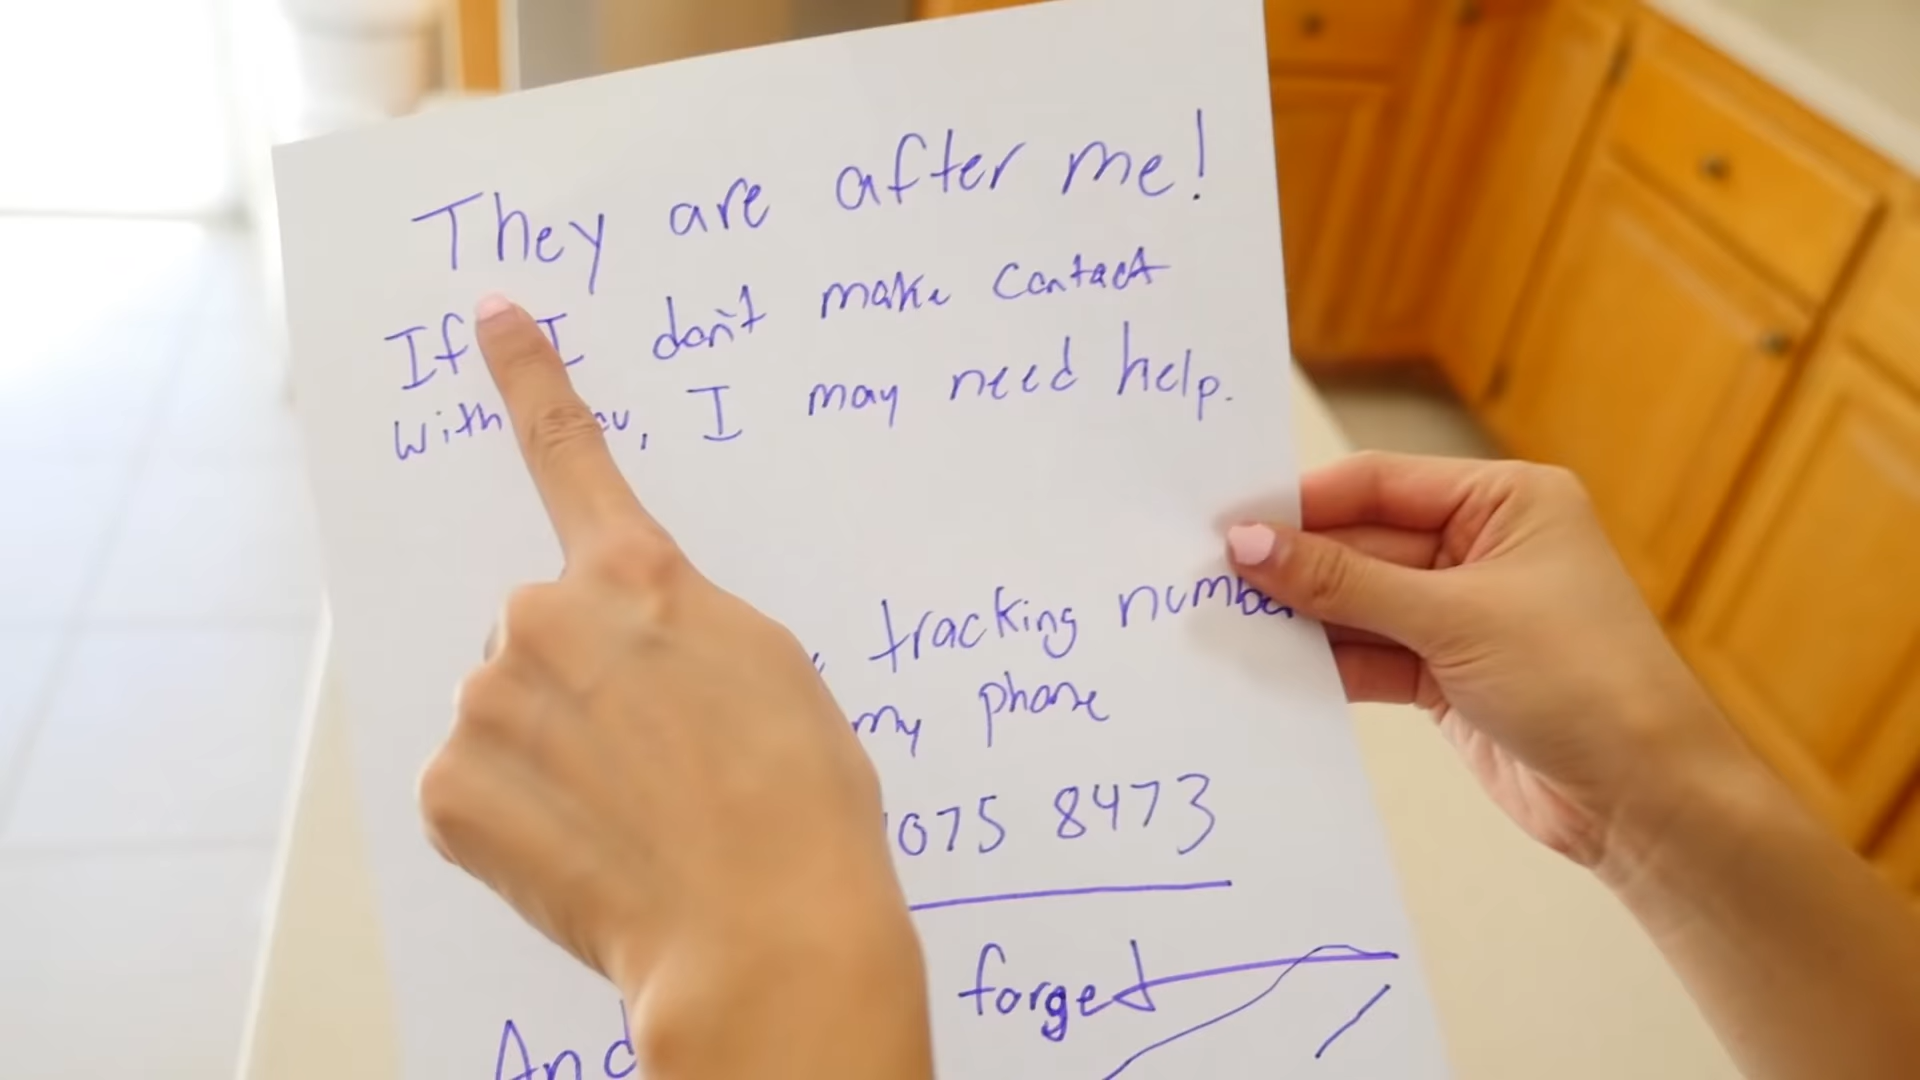 They are after me!
If I don't make contact
with, I may need help.
tracking number
my phone
075 8473
And forget